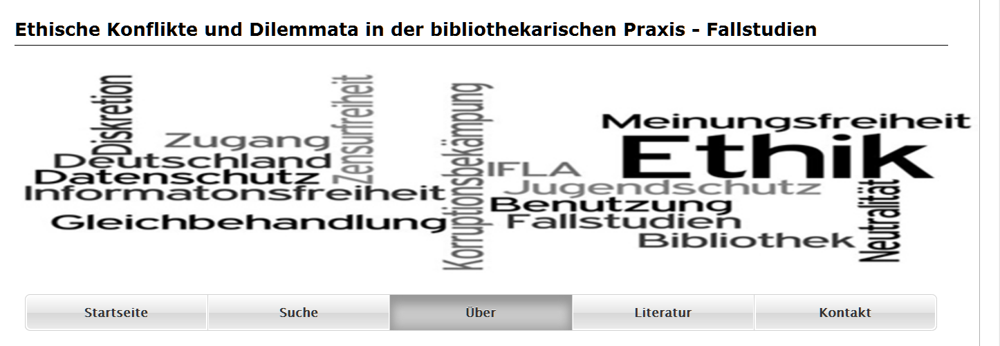 Ethische Konflikte und Dilemmata in der bibliothekarischen Praxis - Fallstudien
Diskretion
Zensurfreiheit
Korruptionsbekämpung
Meinungsfreiheit
Zugang
Ethik
Deutschland
IFLA
Datenschutz
Jugendschutz
Informatonsfreiheit
Benutzung
Gleichbehandlung
Fallstudien
Bibliothek
Neutralität
Startseite
Suche
Über
Literatur
Kontakt